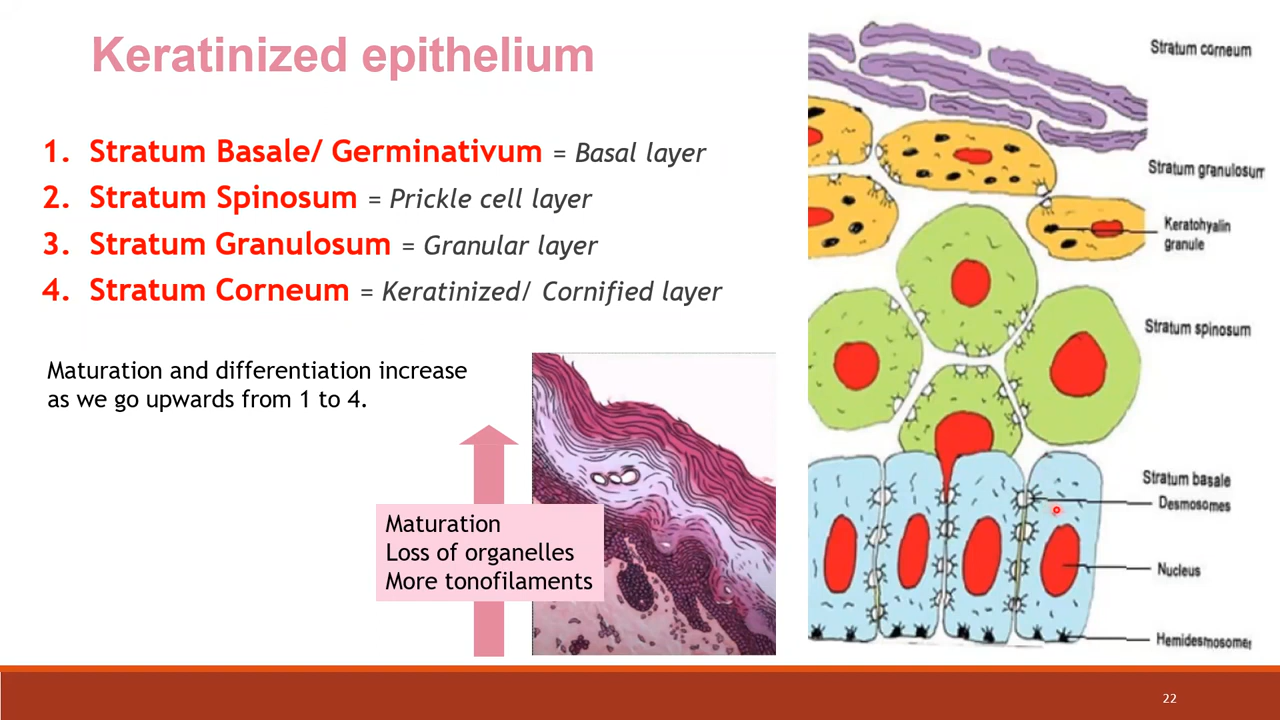 Keratinized epithelium
1. Stratum Basale/ Germinativum = Basal layer
2. Stratum Spinosum = Prickle cell layer
3. Stratum Granulosum = Granular layer
4. Stratum Corneum = Keratinized/ Cornified layer
Maturation and differentiation increase
as we go upwards from 1 to 4.
Maturation
Loss of organelles
More tonofilaments
Stratum corneum
Stratum granulosum
Keratohyalin
granule
Stratum spinosum
Stratum basale
Desmosomes
Nucleus
Hemidesmosomes
22